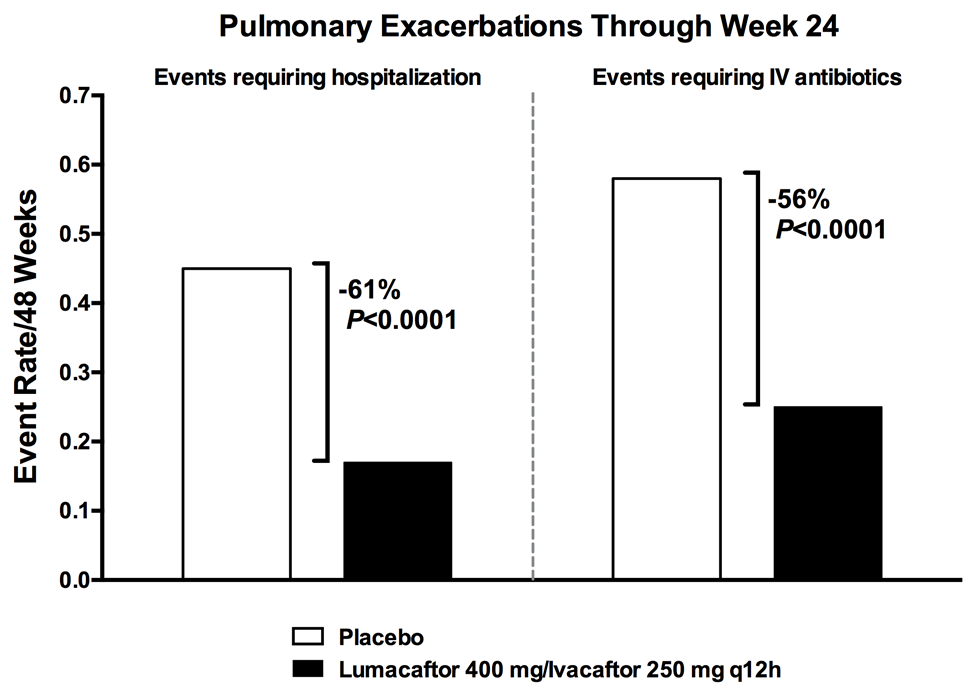 Pulmonary Exacerbations Through Week 24
Events requiring hospitalization
Events requiring IV antibiotics
Event Rate/48 Weeks
0.7
0.6
0.5
0.4
0.3
0.2
0.1
0.0
-61%
P<0.0001
-56%
P<0.0001
Placebo
Lumacaftor 400 mg/Ivacaftor 250 mg q12h